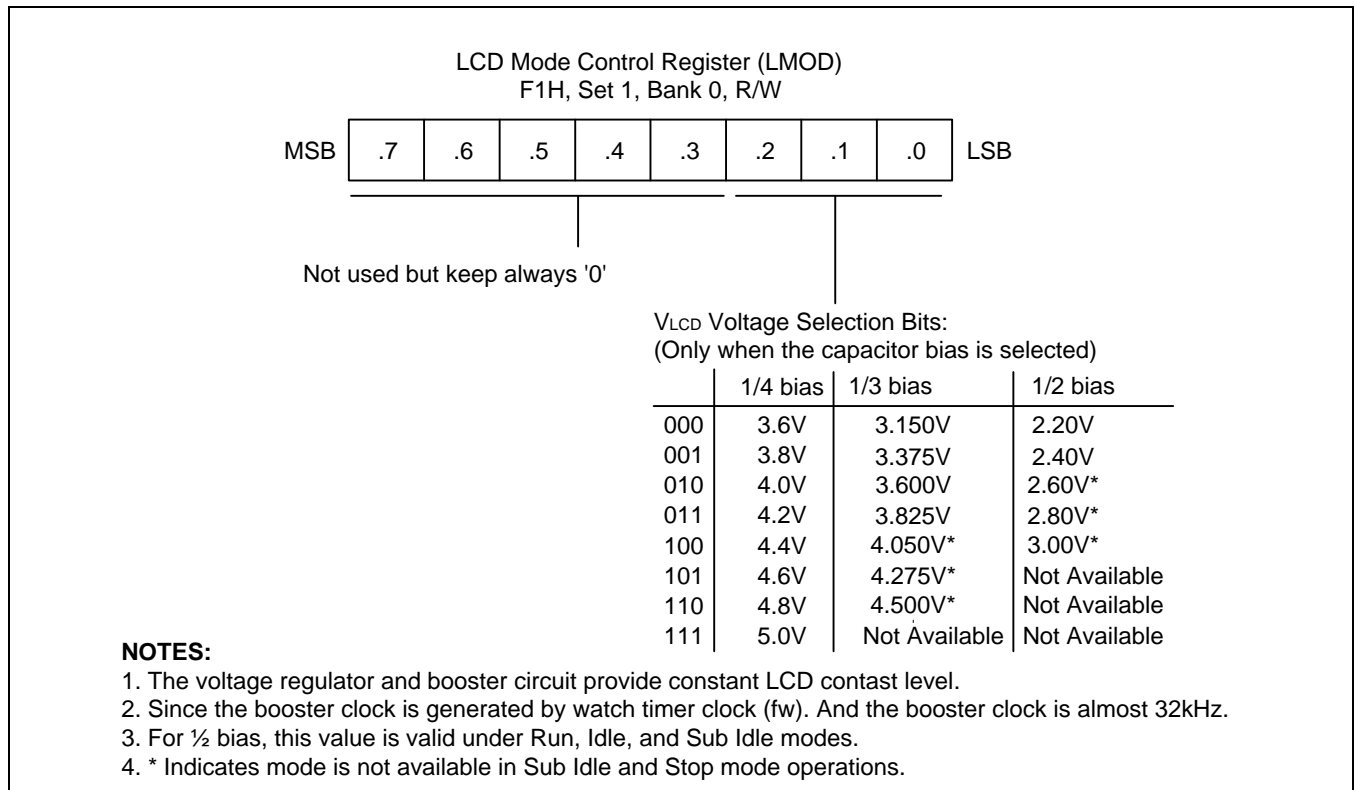 LCD Mode Control Register (LMOD)
F1H, Set 1, Bank 0, R/W
MSB .7 .6 .5 .4 .3 .2 .1 .0 LSB
Not used but keep always '0'
VLCD Voltage Selection Bits:
(Only when the capacitor bias is selected)
1/4 bias 1/3 bias 1/2 bias
000 3.6V 3.150V 2.20V
001 3.8V 3.375V 2.40V
010 4.0V 3.600V 2.60V*
011 4.2V 3.825V 2.80V*
100 4.4V 4.050V* 3.00V*
101 4.6V 4.275V* Not Available
110 4.8V 4.500V* Not Available
111 5.0V Not Available Not Available
NOTES:
1. The voltage regulator and booster circuit provide constant LCD contast level.
2. Since the booster clock is generated by watch timer clock (fw). And the booster clock is almost 32kHz.
3. For ½ bias, this value is valid under Run, Idle, and Sub Idle modes.
4. * Indicates mode is not available in Sub Idle and Stop mode operations.